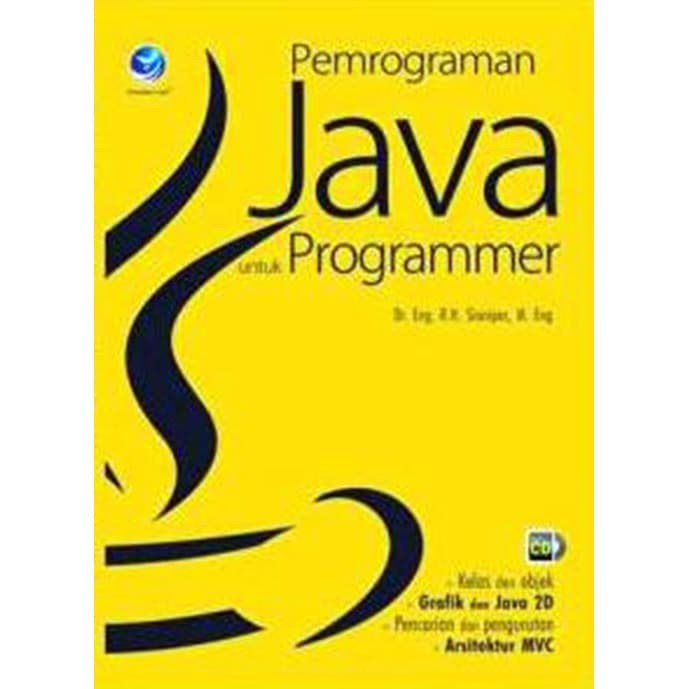 Pemrograman
Java
untuk Programmer
Dr. Eng. R.H. Sianipar, M. Eng
CD
Kelas dan objek
Grafik dan Java 2D
Pencarian dan pengurutan
Arsitektur MVC